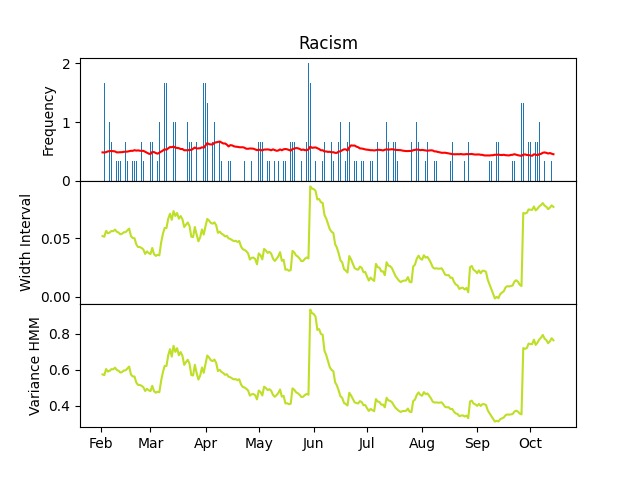 Racism
2
1
0
Frequency
0.05
0.00
Width Interval
0.8
0.6
0.4
Variance HMM
Feb Mar Apr May Jun Jul Aug Sep Oct